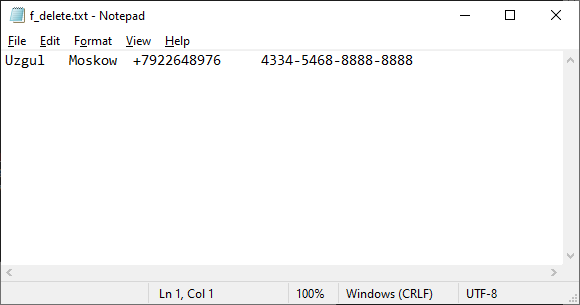 f_delete.txt - Notepad
File Edit Format View Help
Uzgul Moskow +7922648976 4334-5468-8888-8888
Ln 1, Col 1 100% Windows (CRLF) UTF-8